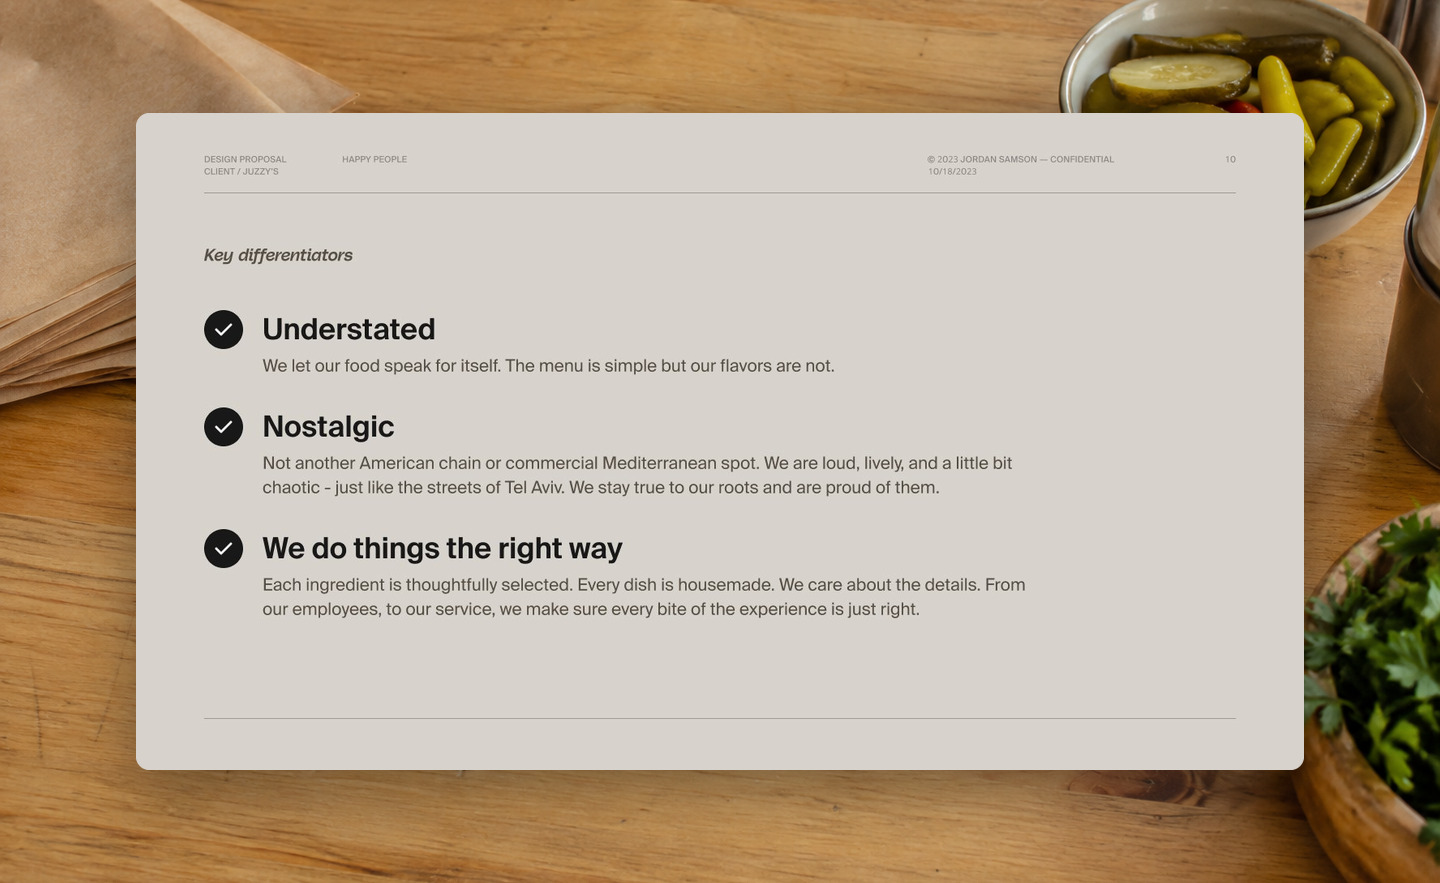 DESIGN PROPOSAL
CLIENT / JUZZY'S
HAPPY PEOPLE
© 2023 JORDAN SAMSON — CONFIDENTIAL
10/18/2023
10
Key differentiators
Understated
We let our food speak for itself. The menu is simple but our flavors are not.
Nostalgic
Not another American chain or commercial Mediterranean spot. We are loud, lively, and a little bit
chaotic - just like the streets of Tel Aviv. We stay true to our roots and are proud of them.
We do things the right way
Each ingredient is thoughtfully selected. Every dish is housemade. We care about the details. From
our employees, to our service, we make sure every bite of the experience is just right.